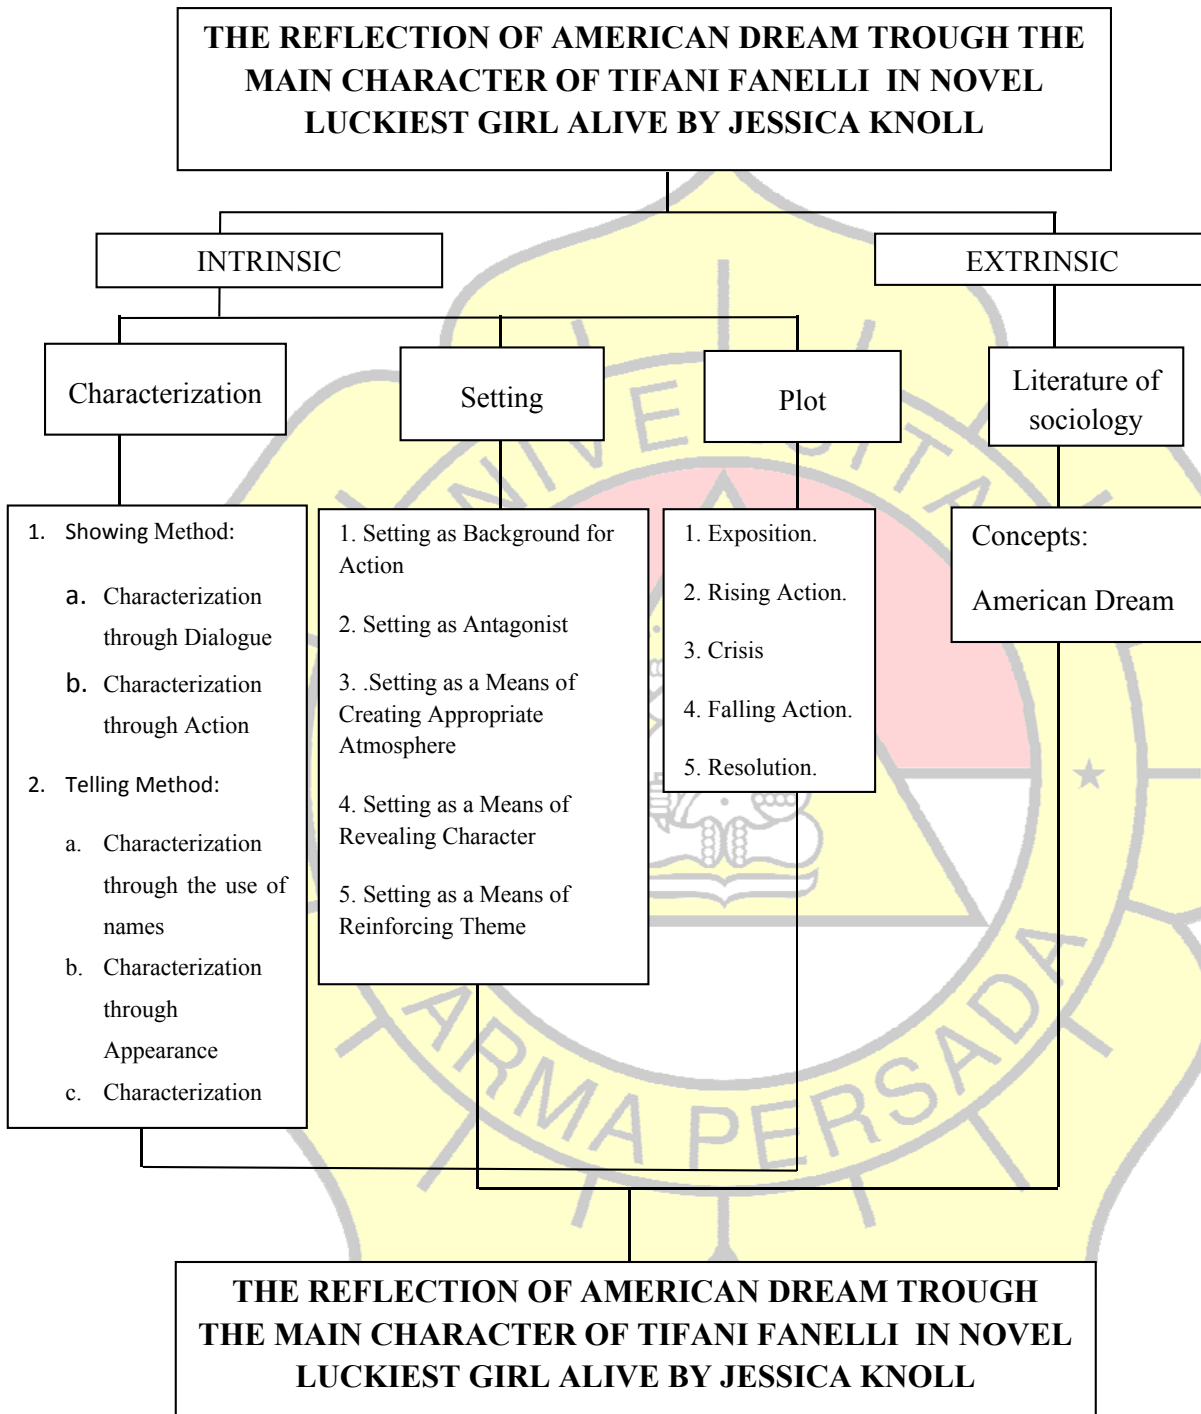 THE REFLECTION OF AMERICAN DREAM TROUGH THE
MAIN CHARACTER OF TIFANI FANELLI IN NOVEL
LUCKIEST GIRL ALIVE BY JESSICA KNOLL
INTRINSIC
EXTRINSIC
Characterization
Setting
Plot
Literature of
sociology
1. Showing Method:
a. Characterization
through Dialogue
b. Characterization
through Action
2. Telling Method:
a. Characterization
through the use of
names
b. Characterization
through
Appearance
c. Characterization
1. Setting as Background for
Action
2. Setting as Antagonist
3. .Setting as a Means of
Creating Appropriate
Atmosphere
4. Setting as a Means of
Revealing Character
5. Setting as a Means of
Reinforcing Theme
1. Exposition.
2. Rising Action.
3. Crisis
4. Falling Action.
5. Resolution.
Concepts:
American Dream
ARMA PERSADA
THE REFLECTION OF AMERICAN DREAM TROUGH
THE MAIN CHARACTER OF TIFANI FANELLI IN NOVEL
LUCKIEST GIRL ALIVE BY JESSICA KNOLL